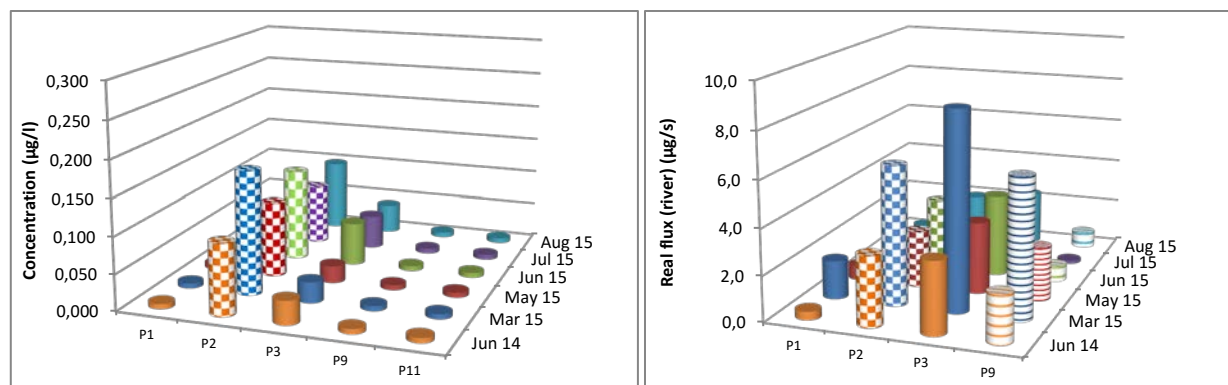 Concentration (µg/l)
0,300
0,250
0,200
0,150
0,100
0,050
0,000
P1
P2
P3
P9
P11
Jun 14
Mar 15
May 15
Jun 15
Jul 15
Aug 15
Real flux (river) (µg/s)
10,0
8,0
6,0
4,0
2,0
0,0
P1
P2
P3
P9
Jun 14
Mar 15
May 15
Jun 15
Jul 15
Aug 15